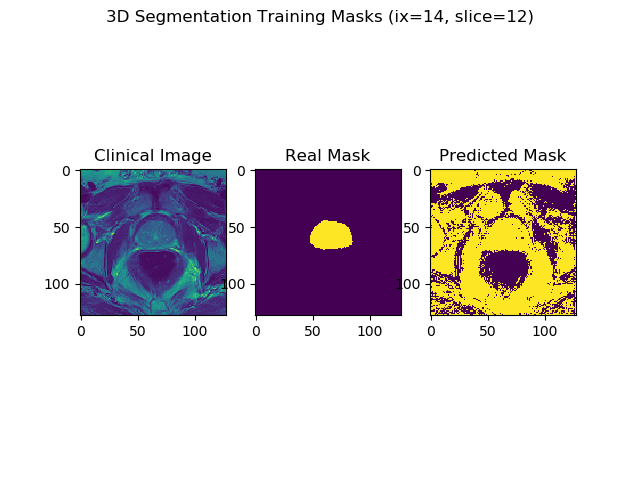 3D Segmentation Training Masks (ix=14, slice=12)
Clinical Image Real Mask Predicted Mask
0 0 0
50 50 50
100 100 100
0 100 0 50 100 0 50 100